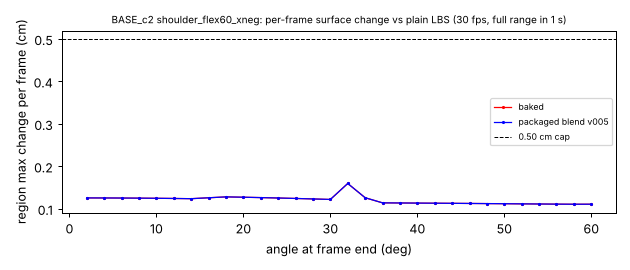 BASE_c2 shoulder_flex60_xneg: per-frame surface change vs plain LBS (30 fps, full range in 1 s)
region max change per frame (cm)
0.5
0.4
0.3
0.2
0.1
baked
packaged blend v005
0.50 cm cap
0 10 20 30 40 50 60
angle at frame end (deg)